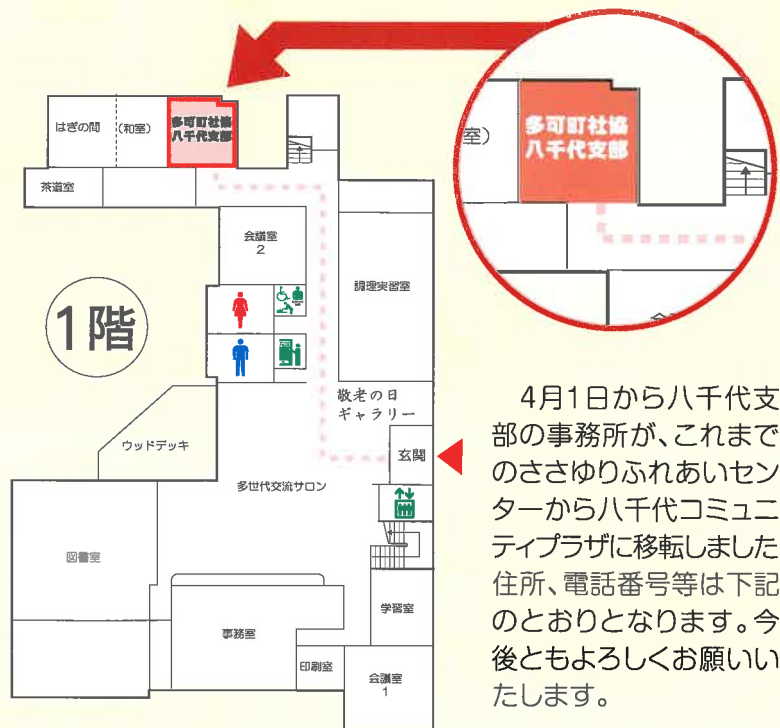 はぎの間 （和室） 多可町社協
八千代支部
茶道室
会議室
2
調理実習室
1階
敬老の日
ギャラリー
玄関
ウッドデッキ
多世代交流サロン
図書室
事務室
印刷室
学習室
会議室
1
室）
多可町社協
八千代支部
4月1日から八千代支
部の事務所が、これまで
のささゆりふれあいセン
ターから八千代コミュニ
ティプラザに移転しました
住所、電話番号等は下記
のとおりとなります。今
後ともよろしくお願いい
たします。